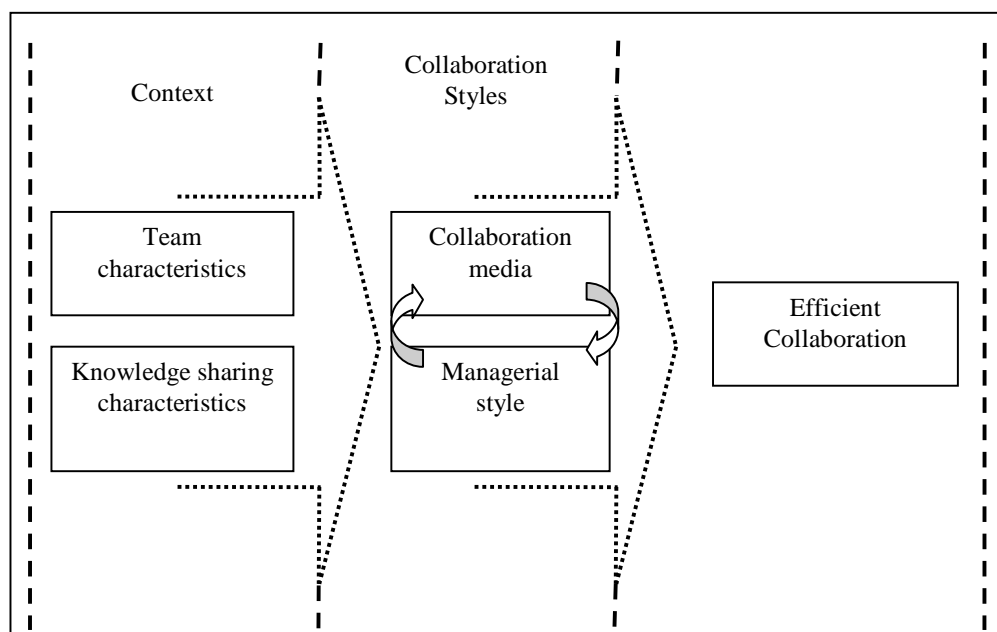 Context
Collaboration
Styles
Team
characteristics
Knowledge sharing
characteristics
Collaboration
media
Managerial
style
Efficient
Collaboration